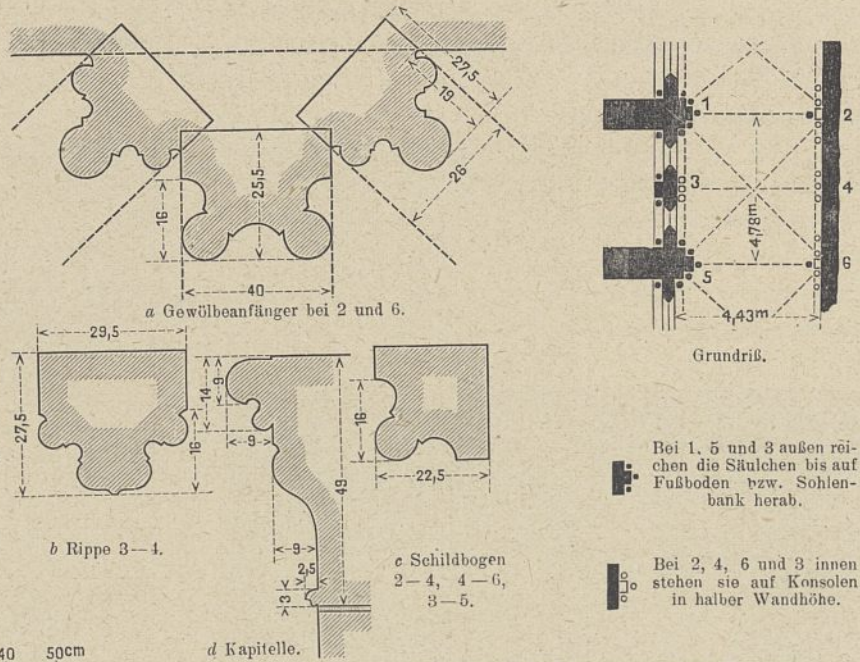 27,5
19
26
25,5
16
40
a Gewölbeanfänger bei 2 und 6.
1
2
3
4
4,78m
5
6
4,43m
Grundriß.
29,5
27,5
16
b Rippe 3—4.
14
9
9
49
9
2,5
3
d Kapitelle.
16
22,5
c Schildbogen
2—4, 4—6,
3—5.
Bei 1, 5 und 3 außen rei-
chen die Säulchen bis auf
Fußboden bzw. Sohlen-
bank herab.
Bei 2, 4, 6 und 3 innen
stehen sie auf Konsolen
in halber Wandhöhe.
40 50cm